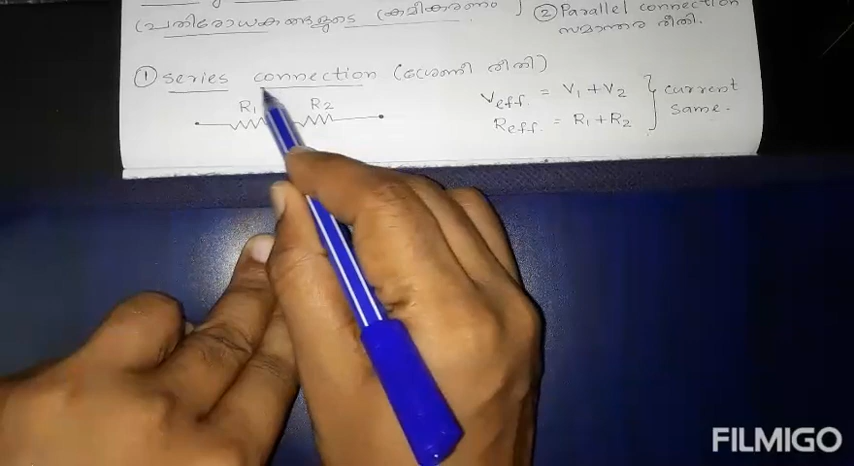 (പ്രതിരോധകങ്ങളുടെ ക്രമീകരണം ) ② Parallel connection
സമാന്തര രീതി.
① Series connection (ശ്രേണീ രീതി)
R₁ R₂
Veff. = V₁ + V₂
Reff. = R₁ + R₂
} current same.
FILMIGO